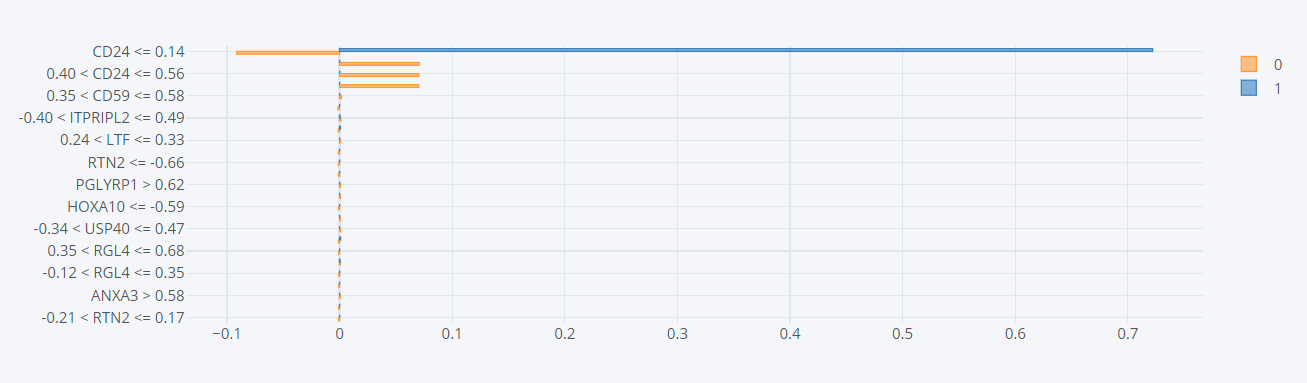 CD24 <= 0.14
0.40 < CD24 <= 0.56
0.35 < CD59 <= 0.58
-0.40 < ITPRIPL2 <= 0.49
0.24 < LTF <= 0.33
RTN2 <= -0.66
PGLYRP1 > 0.62
HOXA10 <= -0.59
-0.34 < USP40 <= 0.47
0.35 < RGL4 <= 0.68
-0.12 < RGL4 <= 0.35
ANXA3 > 0.58
-0.21 < RTN2 <= 0.17
−0.1 0 0.1 0.2 0.3 0.4 0.5 0.6 0.7
0
1